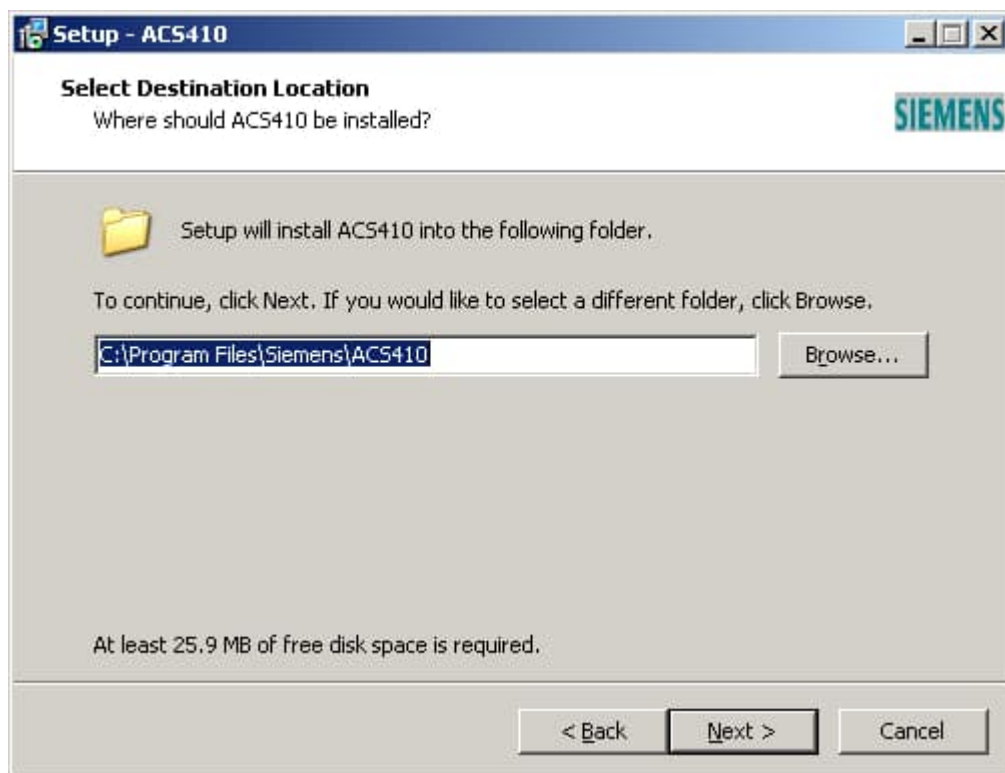 Setup - ACS410
Select Destination Location
Where should ACS410 be installed?
SIEMENS
Setup will install ACS410 into the following folder.
To continue, click Next. If you would like to select a different folder, click Browse.
C:\Program Files\Siemens\ACS410
Browse...
At least 25.9 MB of free disk space is required.
< Back
Next >
Cancel